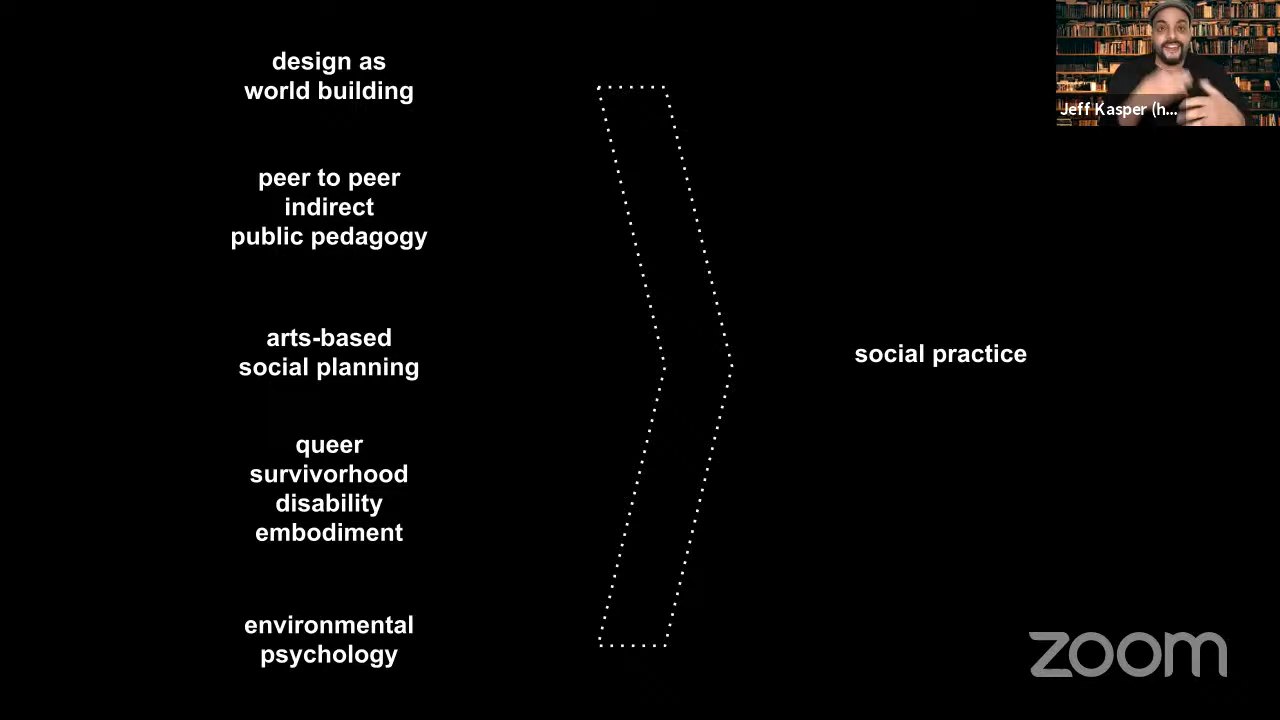 design as
world building
peer to peer
indirect
public pedagogy
arts-based
social planning
queer
survivorhood
disability
embodiment
environmental
psychology
social practice
Jeff Kasper (h...
zoom